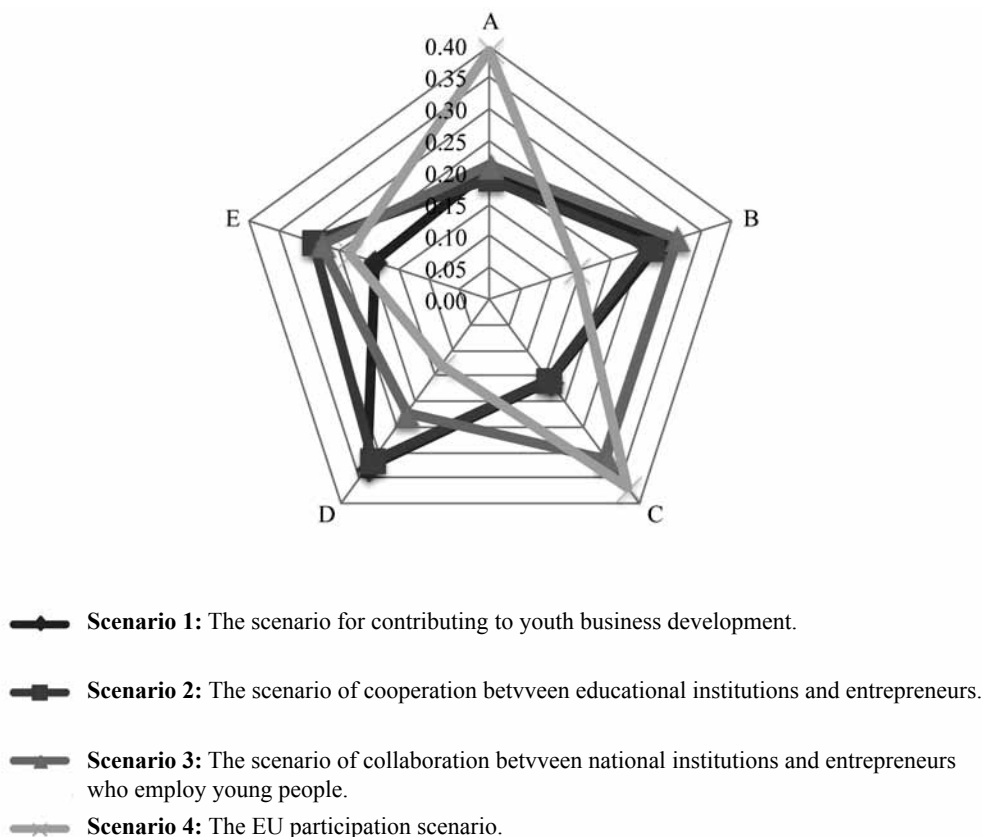 A
0.40
0.35
0.30
0.25
0.20
0.15
0.10
0.05
0.00
E
B
D
C
Scenario 1: The scenario for contributing to youth business development.
Scenario 2: The scenario of cooperation betvveen educational institutions and entrepreneurs.
Scenario 3: The scenario of collaboration betvveen national institutions and entrepreneurs
who employ young people.
Scenario 4: The EU participation scenario.